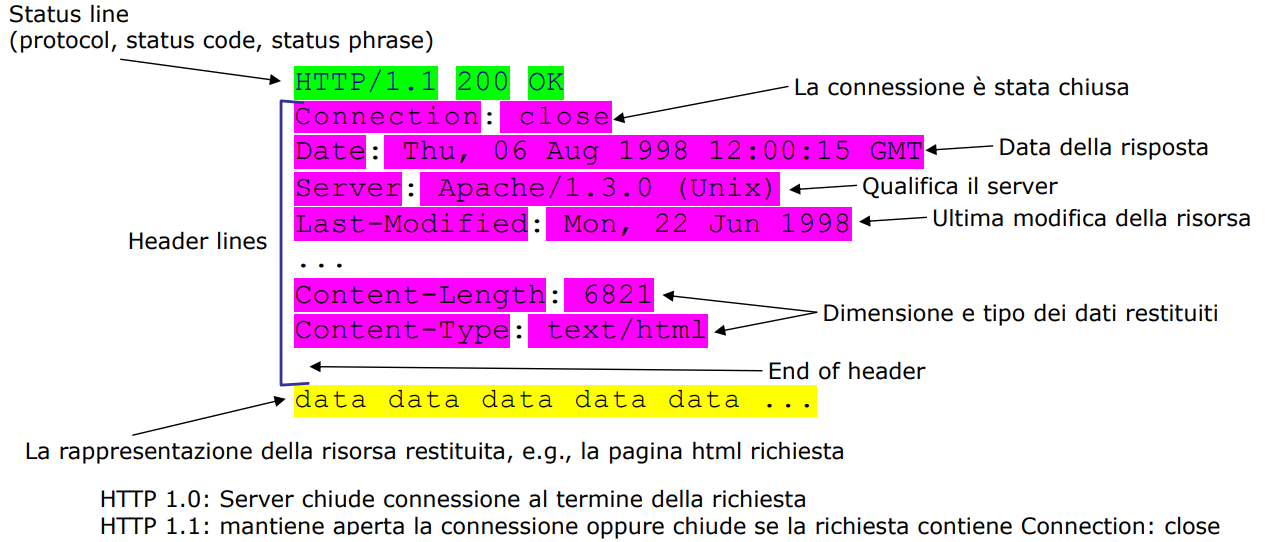 Status line
(protocol, status code, status phrase)
HTTP/1.1 200 OK
La connessione è stata chiusa
Connection: close
Date: Thu, 06 Aug 1998 12:00:15 GMT
Data della risposta
Server: Apache/1.3.0 (Unix)
Qualifica il server
Last-Modified: Mon, 22 Jun 1998
Ultima modifica della risorsa
Header lines
...
Content-Length: 6821
Dimensione e tipo dei dati restituiti
Content-Type: text/html
End of header
data data data data data ...
La rappresentazione della risorsa restituita, e.g., la pagina html richiesta
HTTP 1.0: Server chiude connessione al termine della richiesta
HTTP 1.1: mantiene aperta la connessione oppure chiude se la richiesta contiene Connection: close